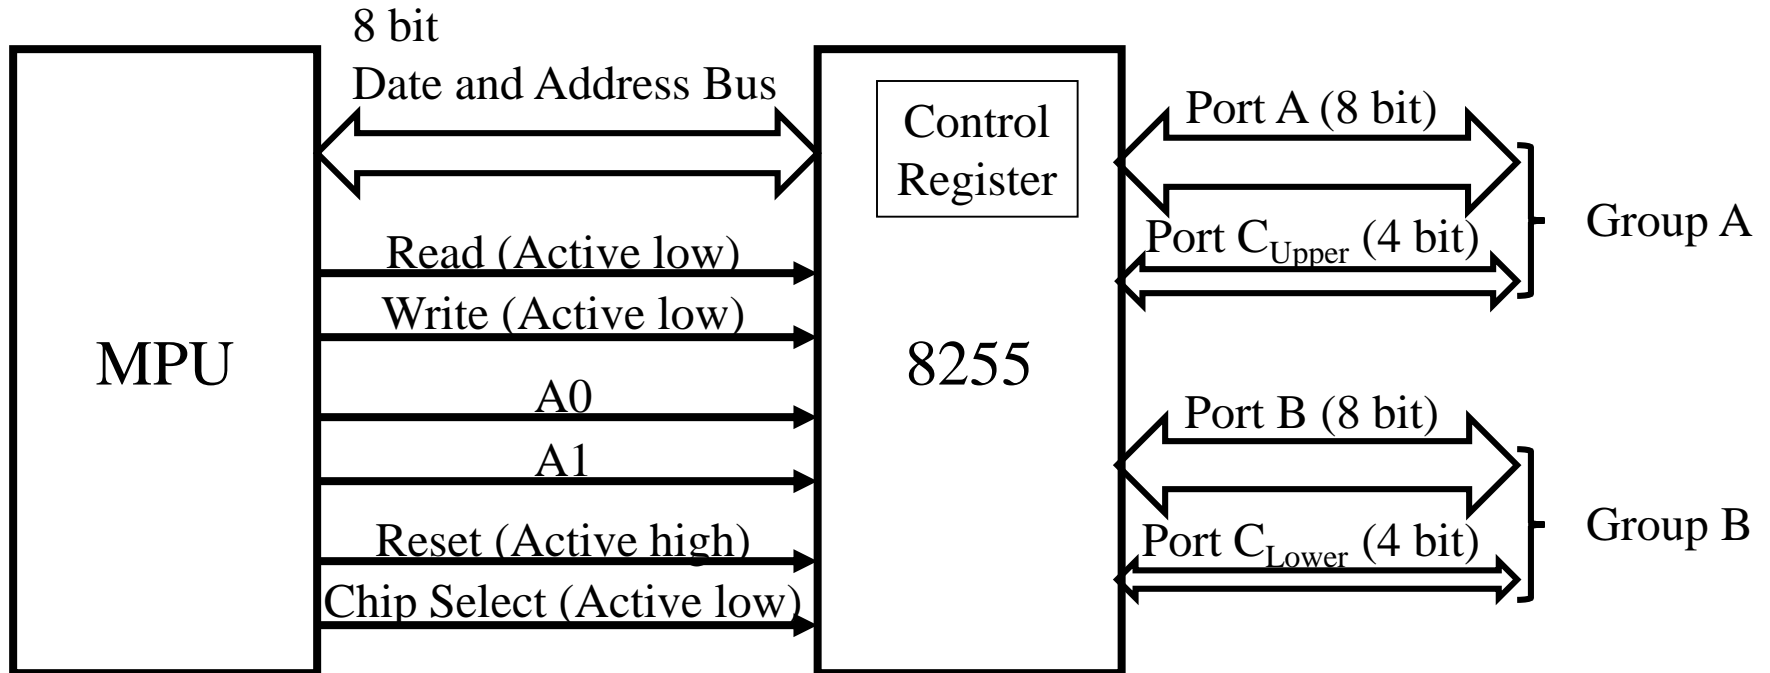 8 bit
Date and Address Bus
MPU
Read (Active low)
Write (Active low)
A0
A1
Reset (Active high)
Chip Select (Active low)
Control
Register
8255
Port A (8 bit)
Port C_Upper (4 bit)
Group A
Port B (8 bit)
Port C_Lower (4 bit)
Group B